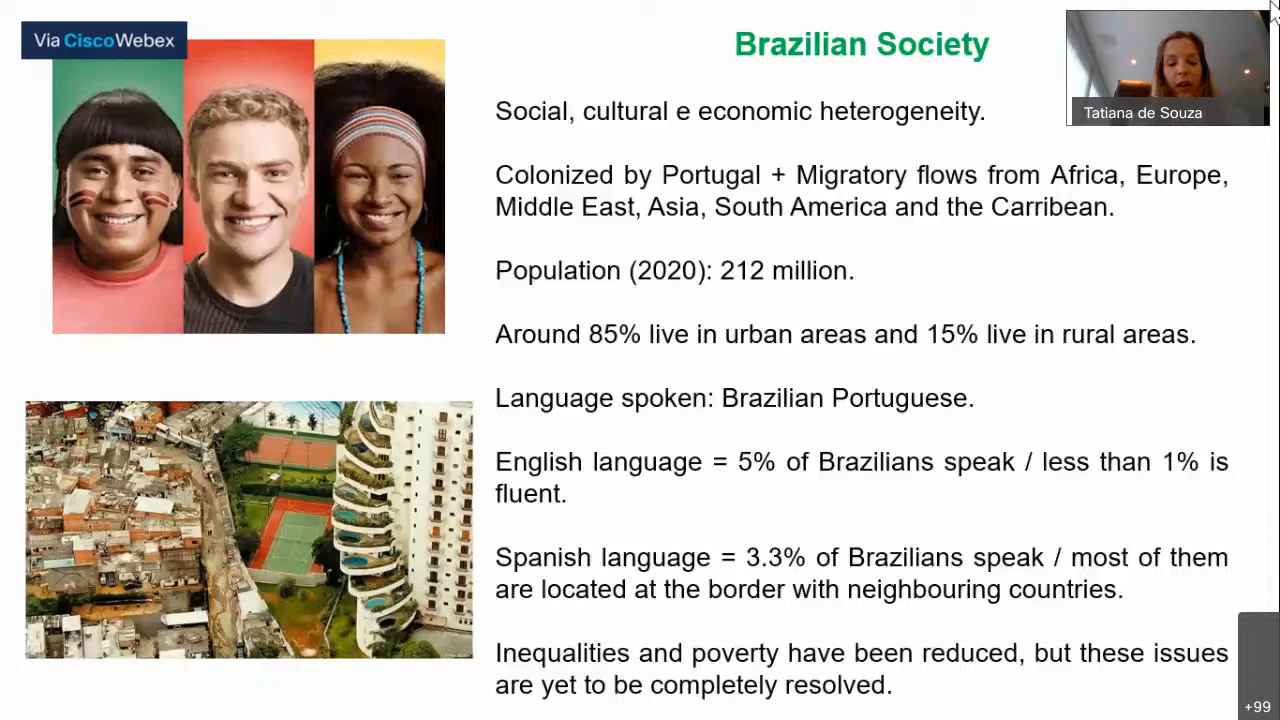 Via Cisco Webex
Brazilian Society
Tatiana de Souza
Social, cultural e economic heterogeneity.
Colonized by Portugal + Migratory flows from Africa, Europe,
Middle East, Asia, South America and the Carribean.
Population (2020): 212 million.
Around 85% live in urban areas and 15% live in rural areas.
Language spoken: Brazilian Portuguese.
English language = 5% of Brazilians speak / less than 1% is
fluent.
Spanish language = 3.3% of Brazilians speak / most of them
are located at the border with neighbouring countries.
Inequalities and poverty have been reduced, but these issues
are yet to be completely resolved.
+99